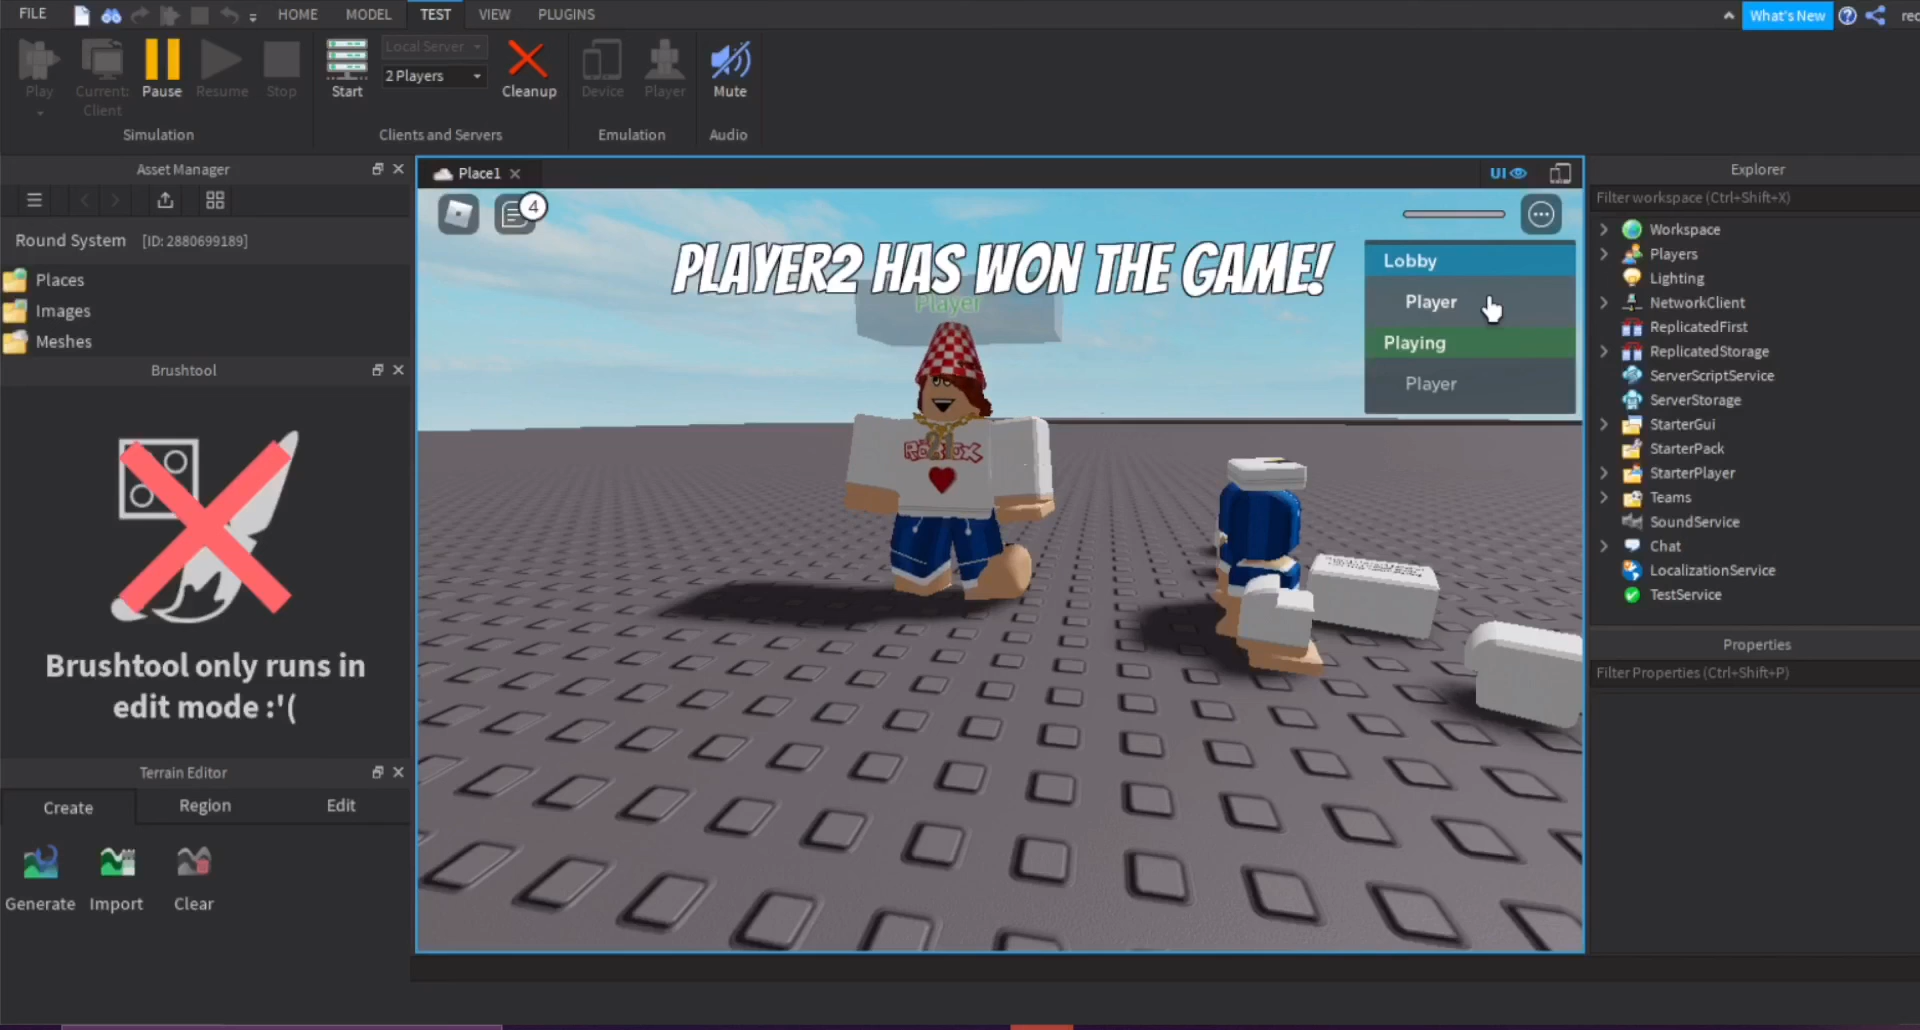 FILE
HOME
MODEL
TEST
VIEW
PLUGINS
What's New
rec
Play
Current:
Client
Pause
Resume
Stop
Start
Local Server
2 Players
Cleanup
Device
Player
Mute
Simulation
Clients and Servers
Emulation
Audio
Asset Manager
Round System [ID: 2880699189]
Places
Images
Meshes
Brushtool
Brushtool only runs in
edit mode :'(
Terrain Editor
Create
Region
Edit
Generate
Import
Clear
Place1
UI
4
PLAYER2 HAS WON THE GAME!
Player
Lobby
Player
Playing
Player
21
ROBLOX
Explorer
Filter workspace (Ctrl+Shift+X)
Workspace
Players
Lighting
NetworkClient
ReplicatedFirst
ReplicatedStorage
ServerScriptService
ServerStorage
StarterGui
StarterPack
StarterPlayer
Teams
SoundService
Chat
LocalizationService
TestService
Properties
Filter Properties (Ctrl+Shift+P)